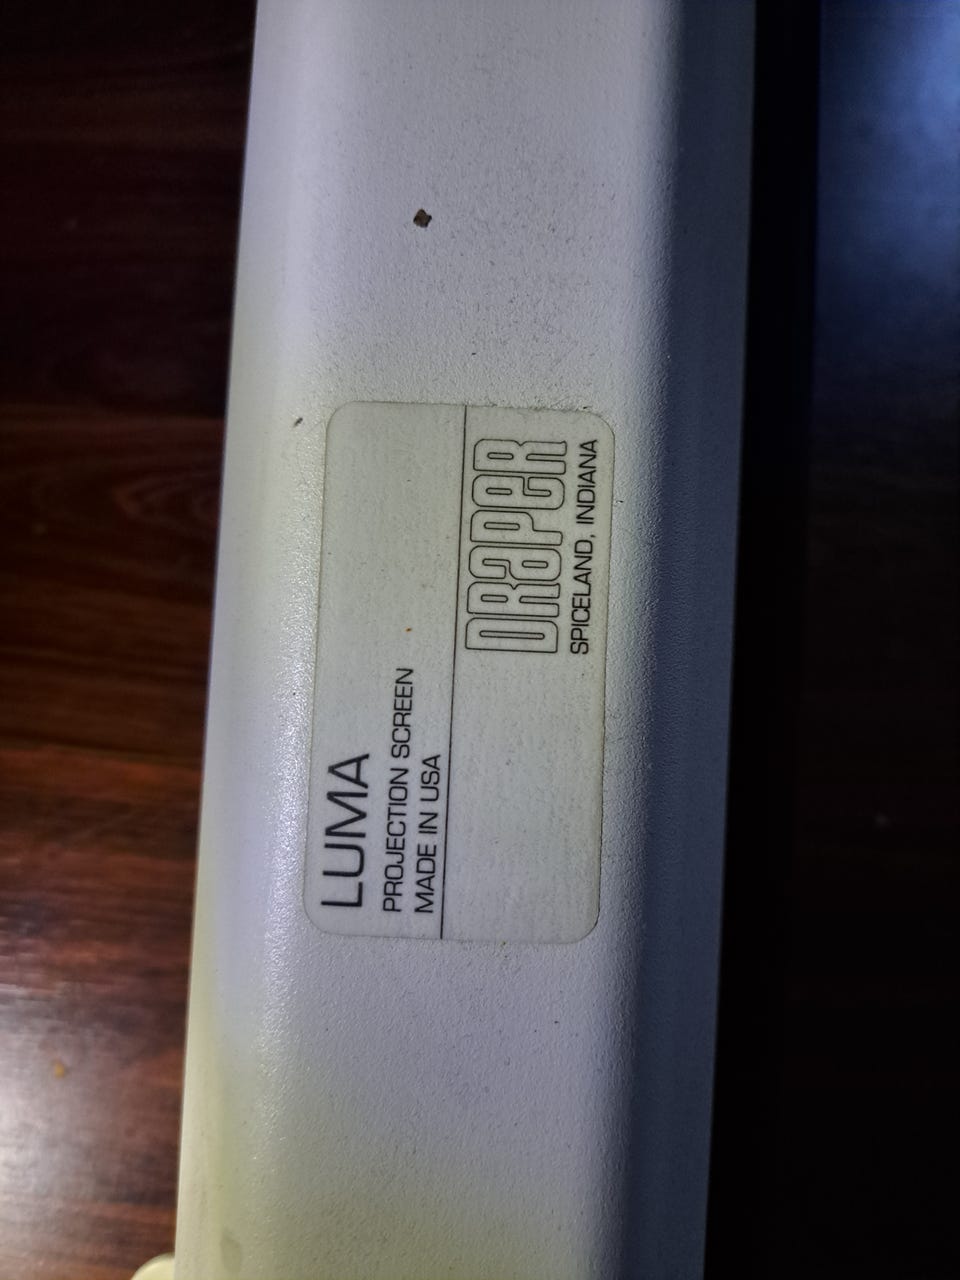 LUMA
PROJECTION SCREEN
MADE IN USA
DRAPER
SPICELAND, INDIANA